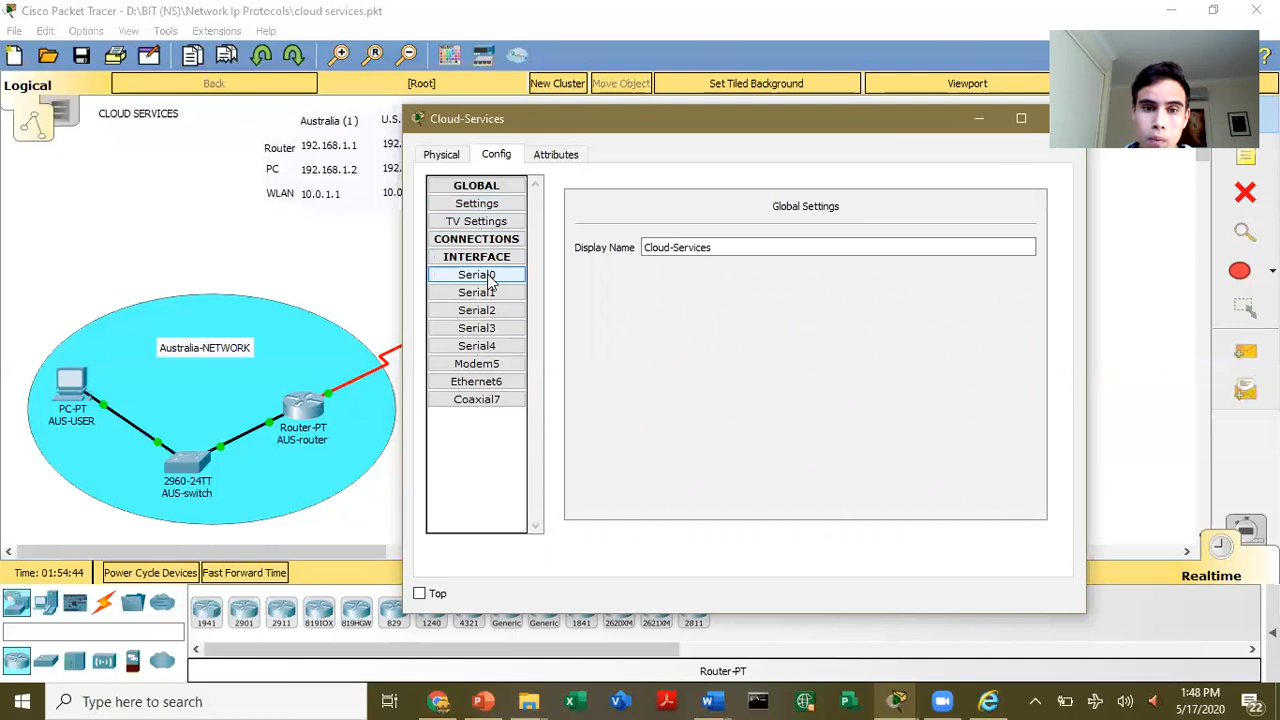 Cisco Packet Tracer - D:\BIT (NS)\Network Ip Protocols\cloud services.pkt
File Edit Options View Tools Extensions Help
Logical Back [Root] New Cluster Move Object Set Tiled Background Viewport
CLOUD SERVICES
Australia (1) U.S.
Router 192.168.1.1 192.
PC 192.168.1.2 192.
WLAN 10.0.1.1 10.0
Cloud-Services
Physical Config Attributes
GLOBAL
Settings
TV Settings
CONNECTIONS
INTERFACE
Serial0
Serial1
Serial2
Serial3
Serial4
Modem5
Ethernet6
Coaxial7
Global Settings
Display Name Cloud-Services
Top
Australia-NETWORK
PC-PT
AUS-USER
Router-PT
AUS-router
2960-24TT
AUS-switch
Time: 01:54:44 Power Cycle Devices Fast Forward Time
Realtime
1941 2901 2911 819IOX 819HGW 829 1240 4321 Generic Generic 1841 2620XM 2621XM 2811
Router-PT
Type here to search
1:48 PM
5/17/2020
22